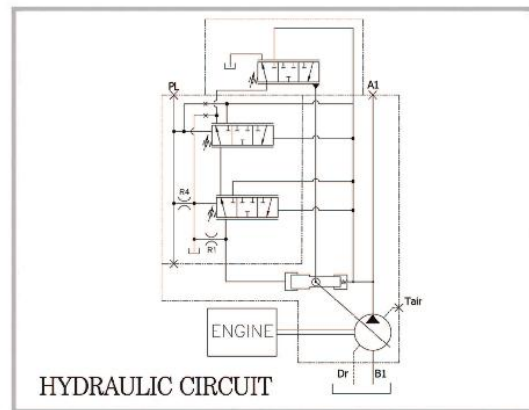 PL
A1
R4
R1
Tair
ENGINE
Dr
B1
HYDRAULIC CIRCUIT